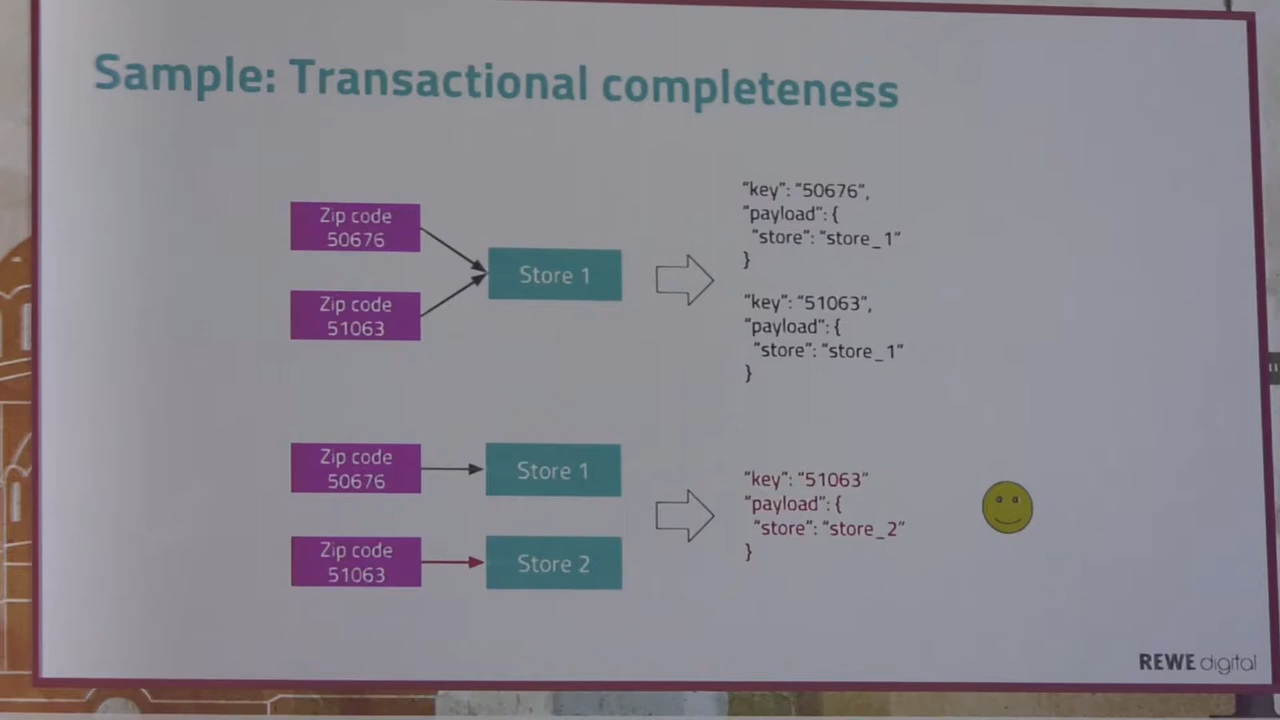 Sample: Transactional completeness
Zip code
50676
Zip code
51063
Store 1
"key": "50676",
"payload": {
"store": "store_1"
}
"key": "51063",
"payload": {
"store": "store_1"
}
Zip code
50676
Store 1
Zip code
51063
Store 2
"key": "51063"
"payload": {
"store": "store_2"
}
REWE digital